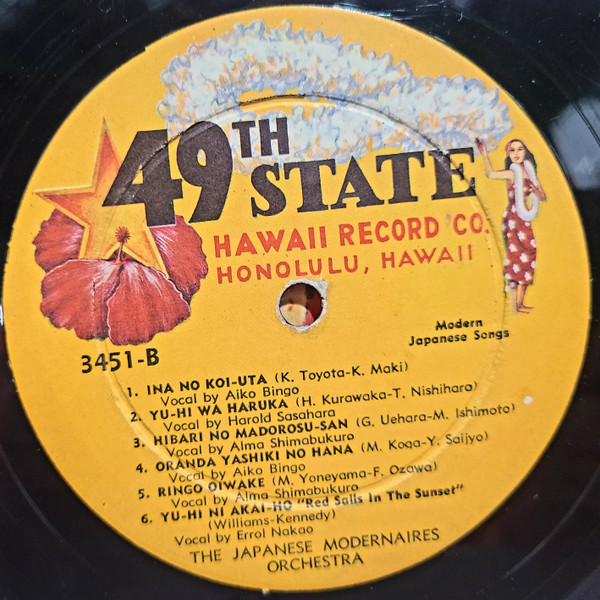 49TH
STATE
HAWAII RECORD CO.
HONOLULU, HAWAII
Modern
Japanese Songs
3451-B
1. INA NO KOI-UTA (K. Toyota-K. Maki)
Vocal by Aiko Bingo
2. YU-HI WA HARUKA (H. Kurawaka-T. Nishihara)
Vocal by Harold Sasahara
3. HIBARI NO MADOROSU-SAN (G. Uehara-M. Ishimoto)
Vocal by Alma Shimabukuro
4. ORANDA YASHIKI NO HANA (M. Koga-Y. Saijyo)
Vocal by Aiko Bingo
5. RINGO OIWAKE (M. Yoneyama-F. Ozawa)
Vocal by Alma Shimabukuro
6. YU-HI NI AKAI-HO "Red Sails In The Sunset"
(Williams-Kennedy)
Vocal by Errol Nakao
THE JAPANESE MODERNAIRES
ORCHESTRA